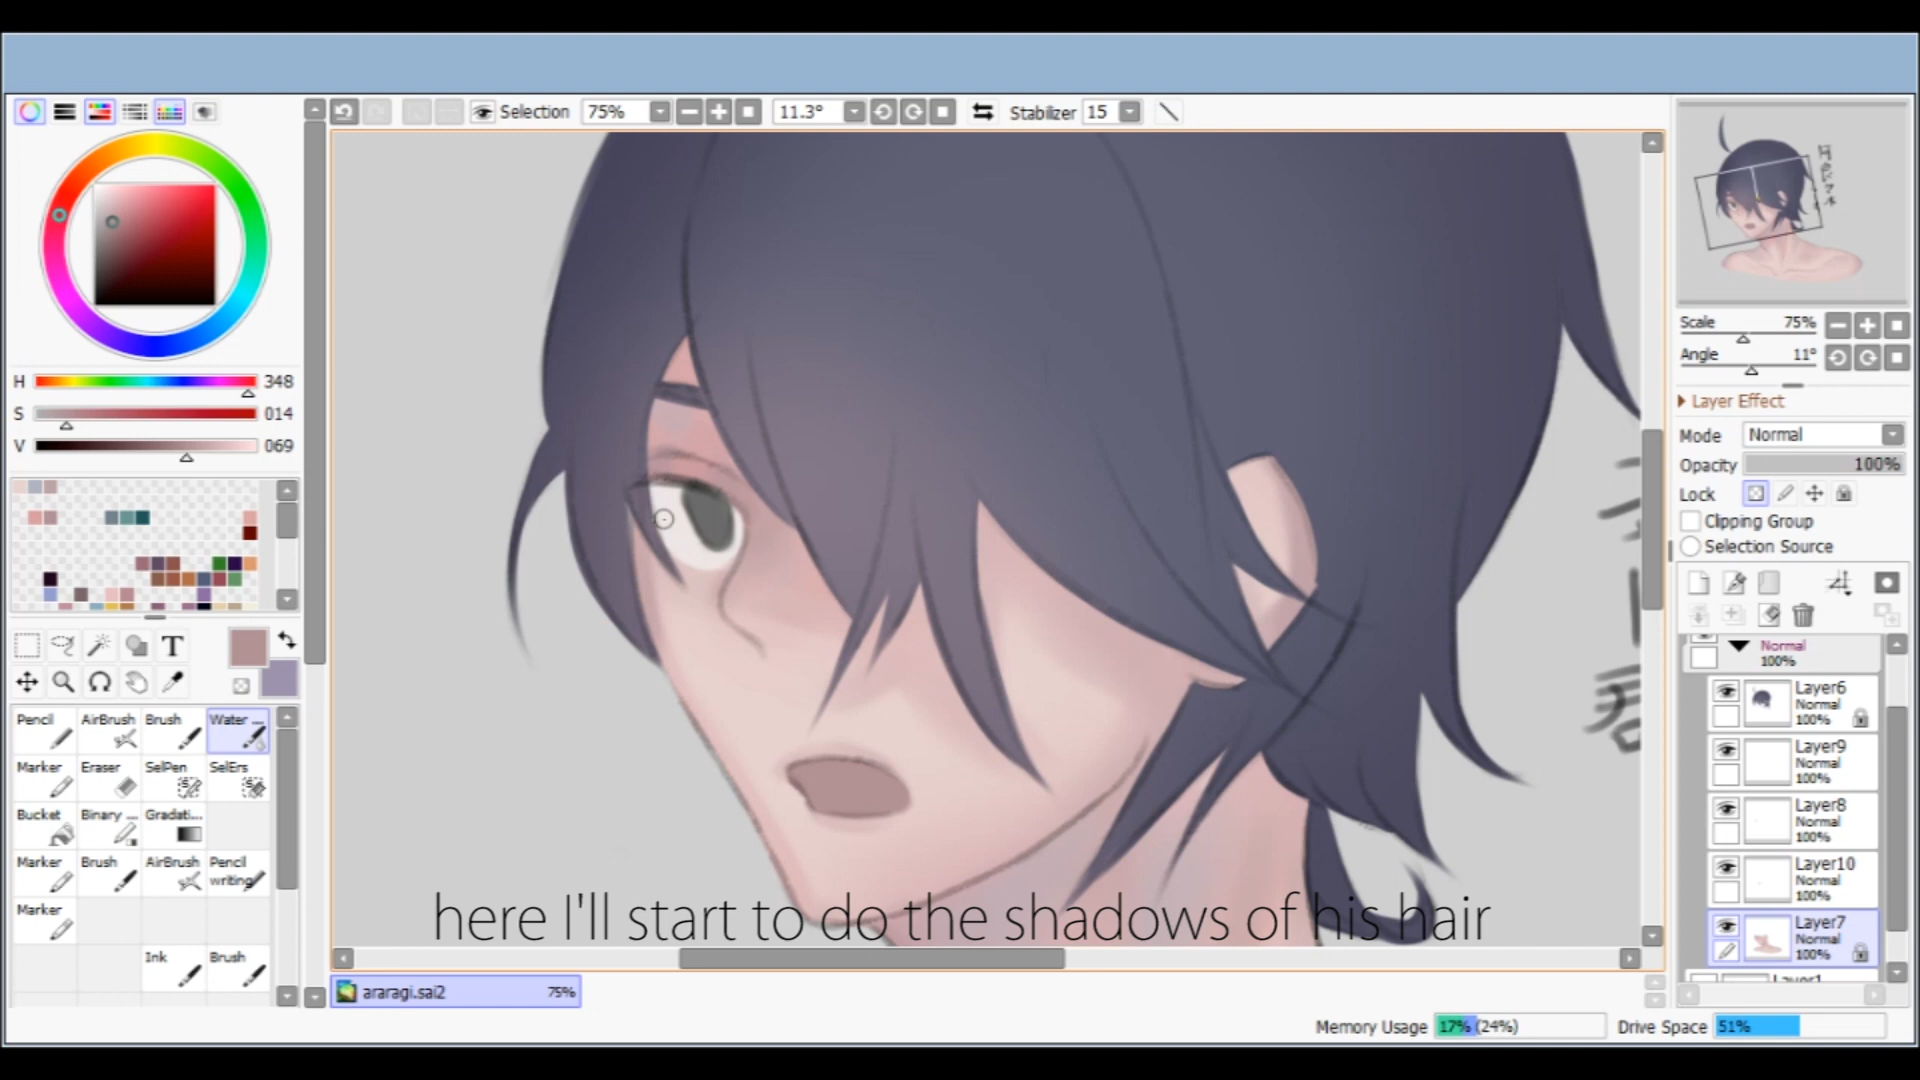 Selection 75% 11.3° Stabilizer 15
H 348
S 014
V 069
T
Pencil AirBrush Brush Water ...
Marker Eraser SelPen SelErs
Bucket Binary ... Gradati...
Marker Brush AirBrush Pencil writing
Marker
Ink Brush
here I'll start to do the shadows of his hair
araragi.sai2 75%
Scale 75%
Angle 11°
Layer Effect
Mode Normal
Opacity 100%
Lock
Clipping Group
Selection Source
Normal
100%
Layer6
Normal
100%
Layer9
Normal
100%
Layer8
Normal
100%
Layer10
Normal
100%
Layer7
Normal
100%
Layer1
Memory Usage 17% (24%) Drive Space 51%